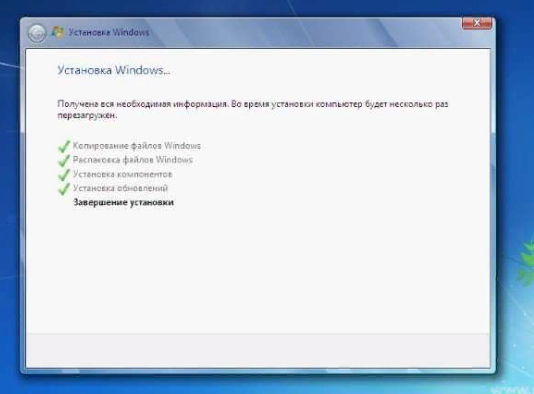 Установка Windows
Установка Windows...
Получена вся необходимая информация. Во время установки компьютер будет несколько раз
перезагружен.
Копирование файлов Windows
Распаковка файлов Windows
Установка компонентов
Установка обновлений
Завершение установки